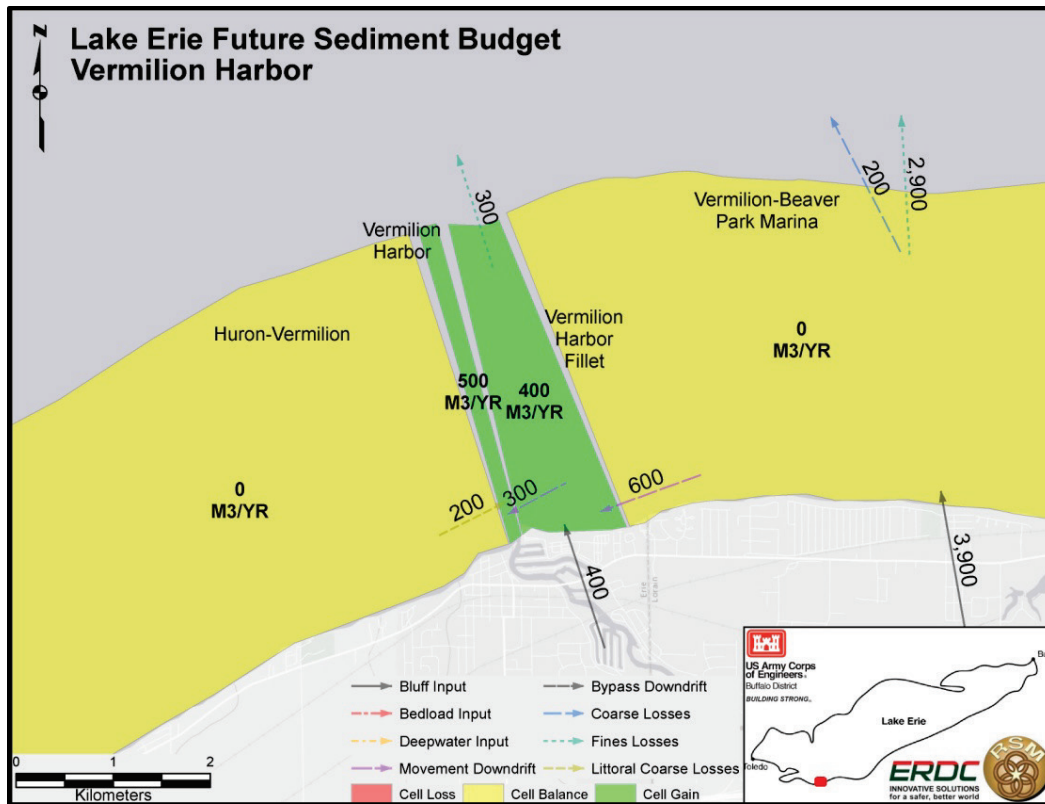 N
Lake Erie Future Sediment Budget
Vermilion Harbor
200
2,900
300
Vermilion
Harbor
Vermilion-Beaver
Park Marina
Huron-Vermilion
Vermilion
Harbor
Fillet
0
M3/YR
500
M3/YR
400
M3/YR
0
M3/YR
200
300
600
400
3,900
Erie
Lorain
Bluff Input
Bypass Downdrift
Bedload Input
Coarse Losses
Deepwater Input
Fines Losses
Movement Downdrift
Littoral Coarse Losses
Cell Loss
Cell Balance
Cell Gain
0
1
2
Kilometers
US Army Corps
of Engineers®
Buffalo District
BUILDING STRONG®
Lake Erie
Toledo
Bu
ERDC
INNOVATIVE SOLUTIONS
for a safer, better world
RSM